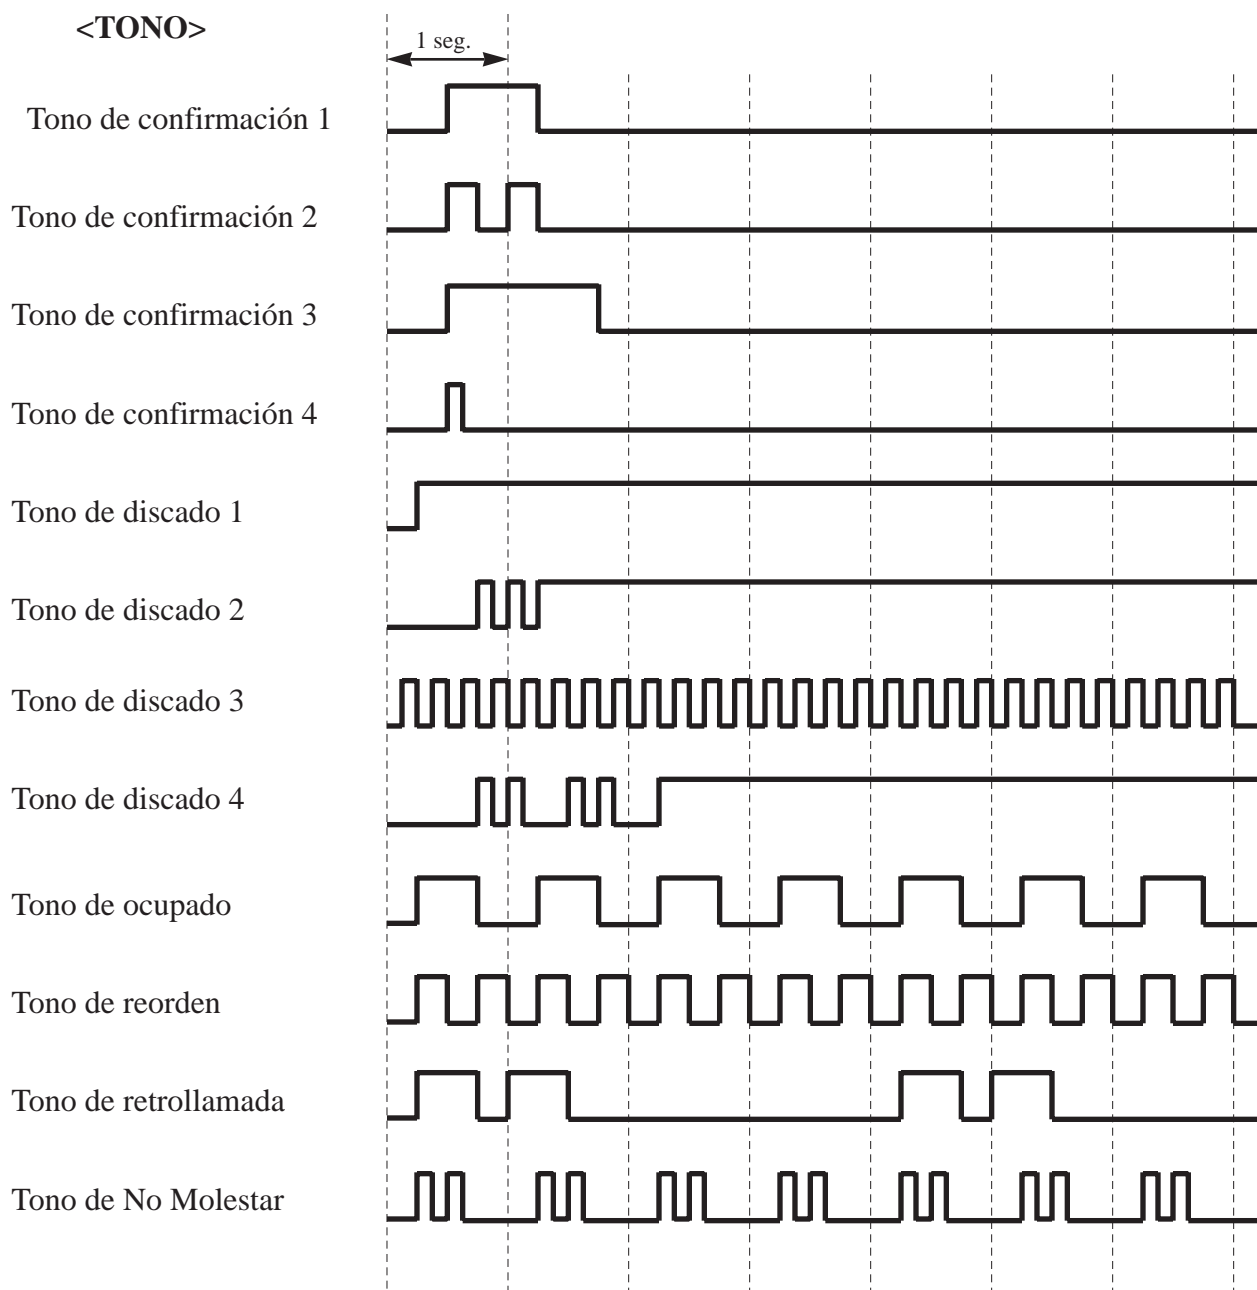 <TONO>
1 seg.
Tono de confirmación 1
Tono de confirmación 2
Tono de confirmación 3
Tono de confirmación 4
Tono de discado 1
Tono de discado 2
Tono de discado 3
Tono de discado 4
Tono de ocupado
Tono de reorden
Tono de retrollamada
Tono de No Molestar